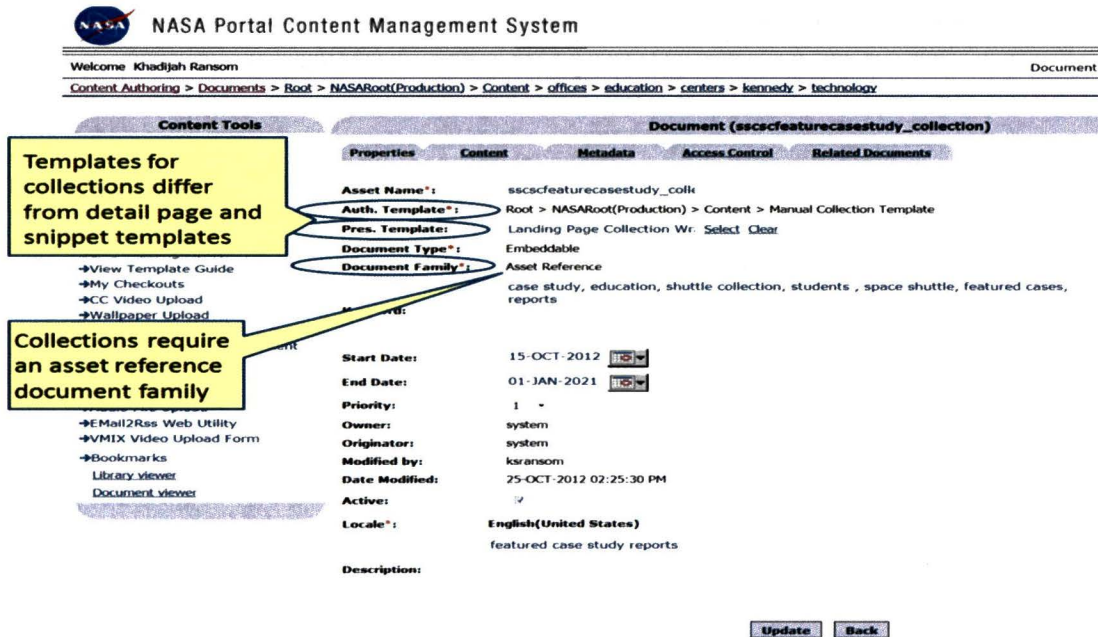 NASA
NASA Portal Content Management System
Welcome Khadijah Ransom
Document
Content Authoring > Documents > Root > NASARoot(Production) > Content > offices > education > centers > kennedy > technology
Content Tools
Document (sscscfeaturecasestudy_collection)
Properties Content Metadata Access Control Related Documents
Templates for
collections differ
from detail page and
snippet templates
Asset Name*: sscscfeaturecasestudy_colle
Auth. Template*: Root > NASARoot(Production) > Content > Manual Collection Template
Pres. Template: Landing Page Collection Wr Select Clear
Document Type*: Embeddable
Document Family*: Asset Reference
→View Template Guide
→My Checkouts
→CC Video Upload
→Wallpaper Upload
case study, education, shuttle collection, students , space shuttle, featured cases,
reports
Collections require
an asset reference
document family
Start Date: 15-OCT-2012
End Date: 01-JAN-2021
Priority: 1
→EMail2Rss Web Utility
→VMIX Video Upload Form
→Bookmarks
Library viewer
Document viewer
Owner: system
Originator: system
Modified by: ksransom
Date Modified: 25-OCT-2012 02:25:30 PM
Active:
Locale*: English(United States)
featured case study reports
Description:
Update Back